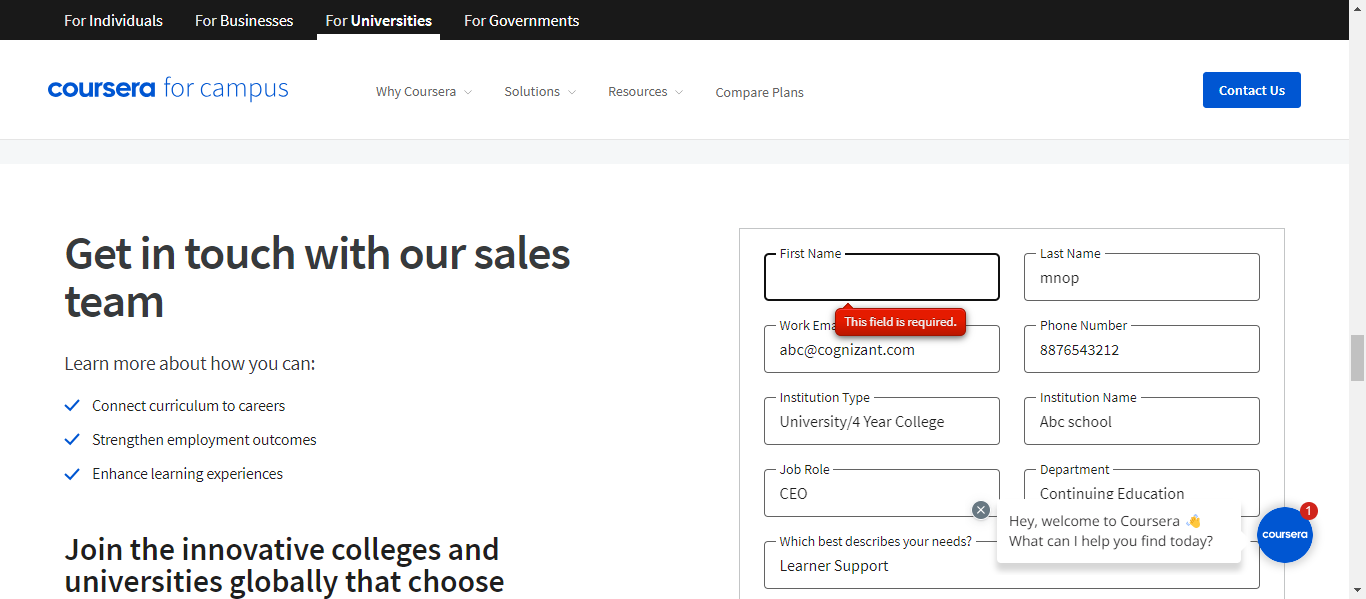 For Individuals For Businesses For Universities For Governments
coursera for campus Why Coursera Solutions Resources Compare Plans Contact Us
Get in touch with our sales
team
Learn more about how you can:
Connect curriculum to careers
Strengthen employment outcomes
Enhance learning experiences
Join the innovative colleges and
universities globally that choose
First Name Last Name
mnop
This field is required.
Work Ema Phone Number
abc@cognizant.com 8876543212
Institution Type Institution Name
University/4 Year College Abc school
Job Role Department
CEO Continuing Education
Which best describes your needs?
Learner Support
Hey, welcome to Coursera 👋
What can I help you find today?
coursera
1